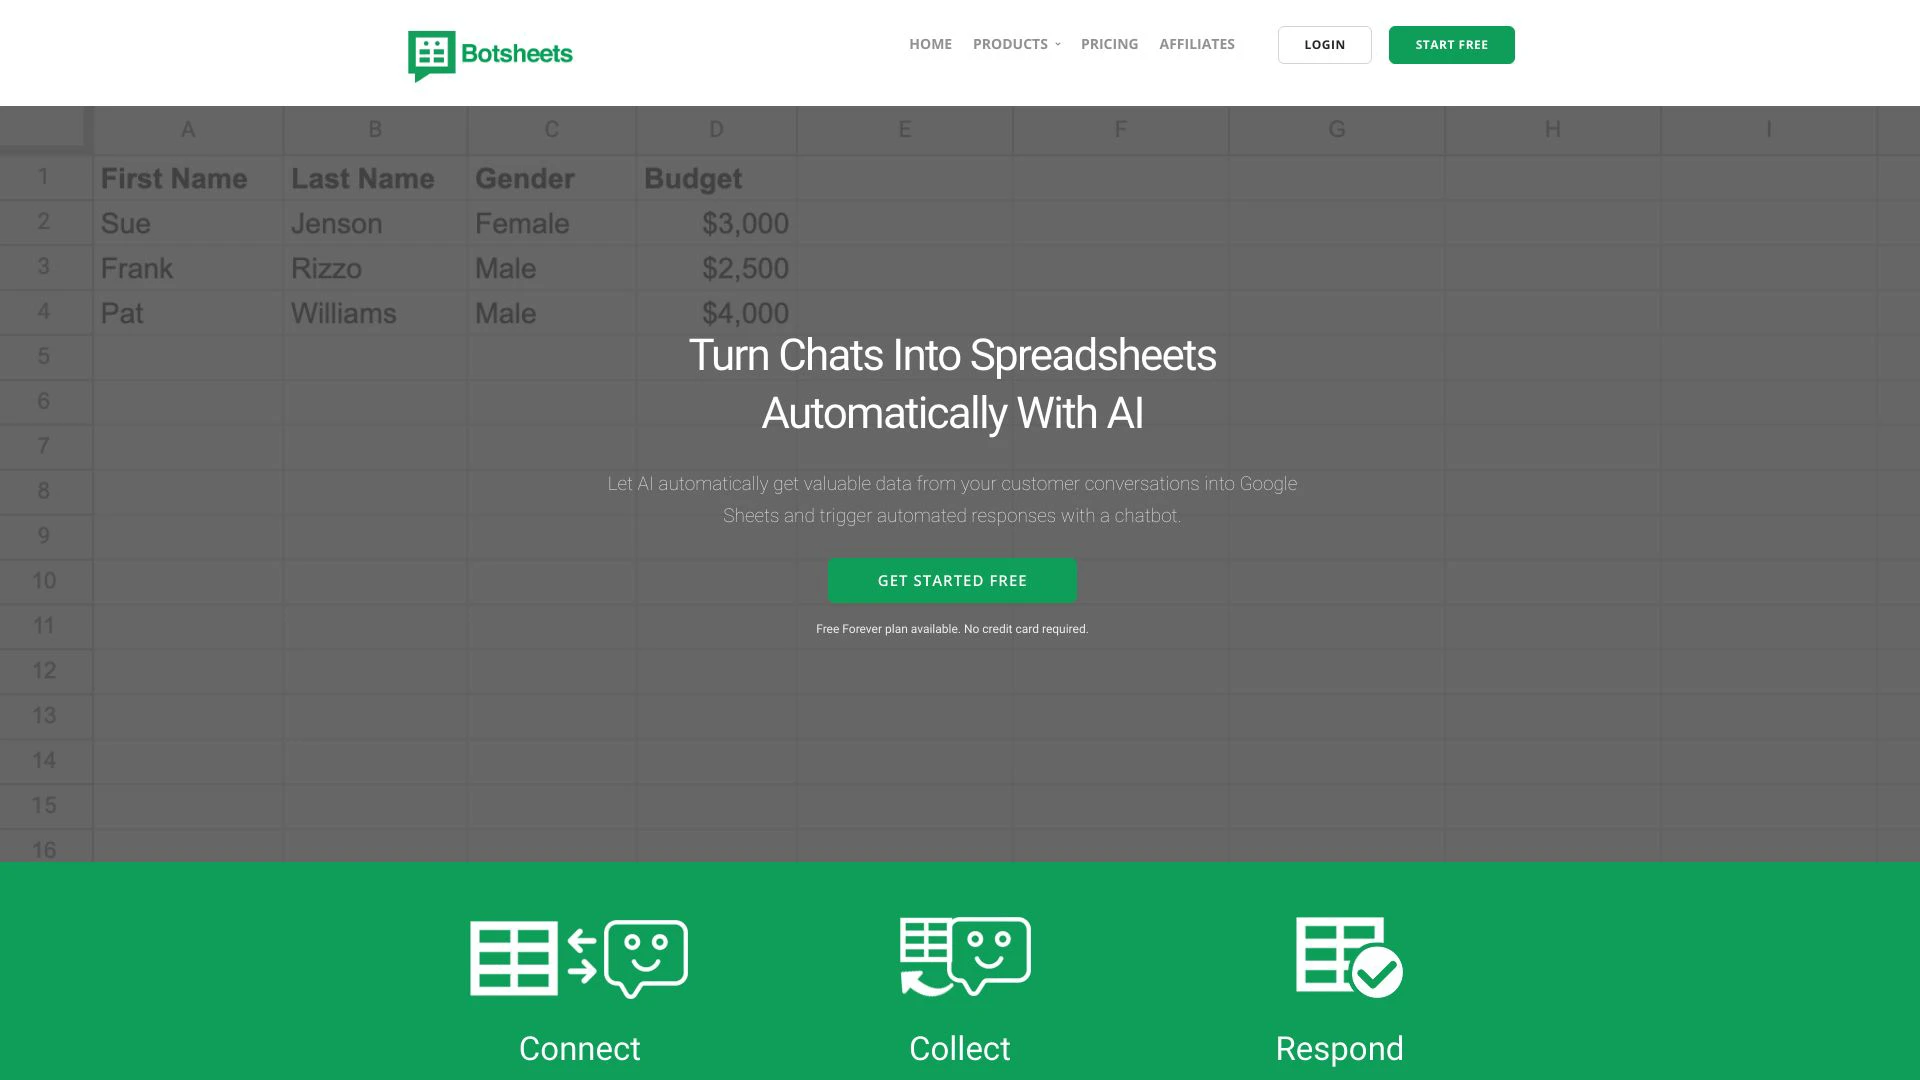 Botsheets
HOME PRODUCTS PRICING AFFILIATES LOGIN START FREE
A B C D E F G H I
1 First Name Last Name Gender Budget
2 Sue Jenson Female $3,000
3 Frank Rizzo Male $2,500
4 Pat Williams Male $4,000
5
Turn Chats Into Spreadsheets
6
Automatically With AI
7
8
Let AI automatically get valuable data from your customer conversations into Google
Sheets and trigger automated responses with a chatbot.
9
10
GET STARTED FREE
11
Free Forever plan available. No credit card required.
12
13
14
15
16
Connect Collect Respond